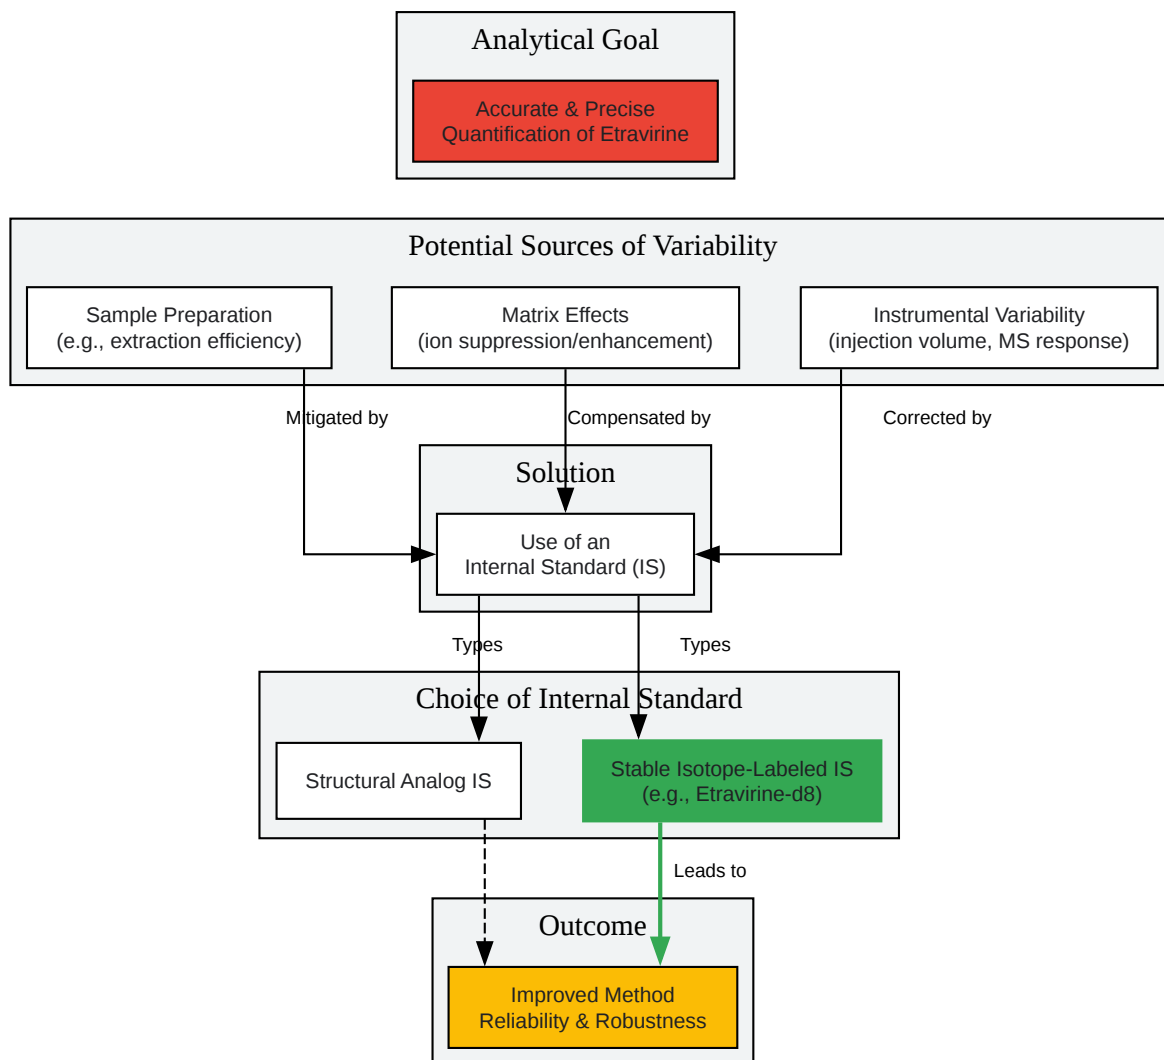 Analytical Goal
Accurate & Precise
Quantification of Etravirine
Potential Sources of Variability
Sample Preparation
(e.g., extraction efficiency)
Matrix Effects
(ion suppression/enhancement)
Instrumental Variability
(injection volume, MS response)
Mitigated by
Compensated by
Corrected by
Solution
Use of an
Internal Standard (IS)
Types
Types
Choice of Internal Standard
Structural Analog IS
Stable Isotope-Labeled IS
(e.g., Etravirine-d8)
Leads to
Outcome
Improved Method
Reliability & Robustness